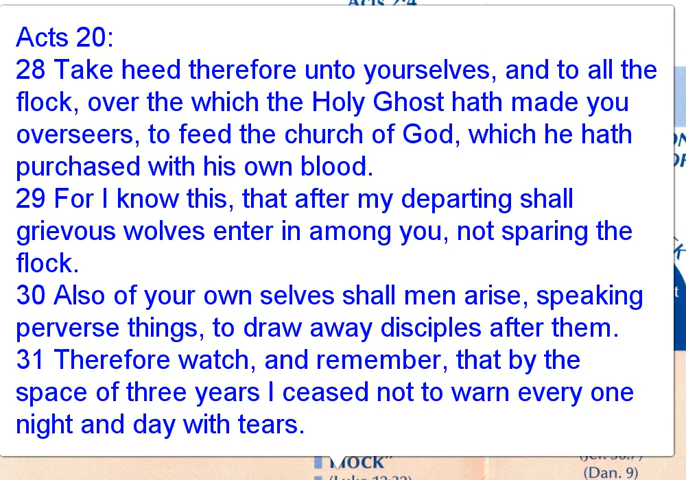 Acts 2:4
Acts 20:
28 Take heed therefore unto yourselves, and to all the
flock, over the which the Holy Ghost hath made you
overseers, to feed the church of God, which he hath
purchased with his own blood.
29 For I know this, that after my departing shall
grievous wolves enter in among you, not sparing the
flock.
30 Also of your own selves shall men arise, speaking
perverse things, to draw away disciples after them.
31 Therefore watch, and remember, that by the
space of three years I ceased not to warn every one
night and day with tears.
(Dan. 9)